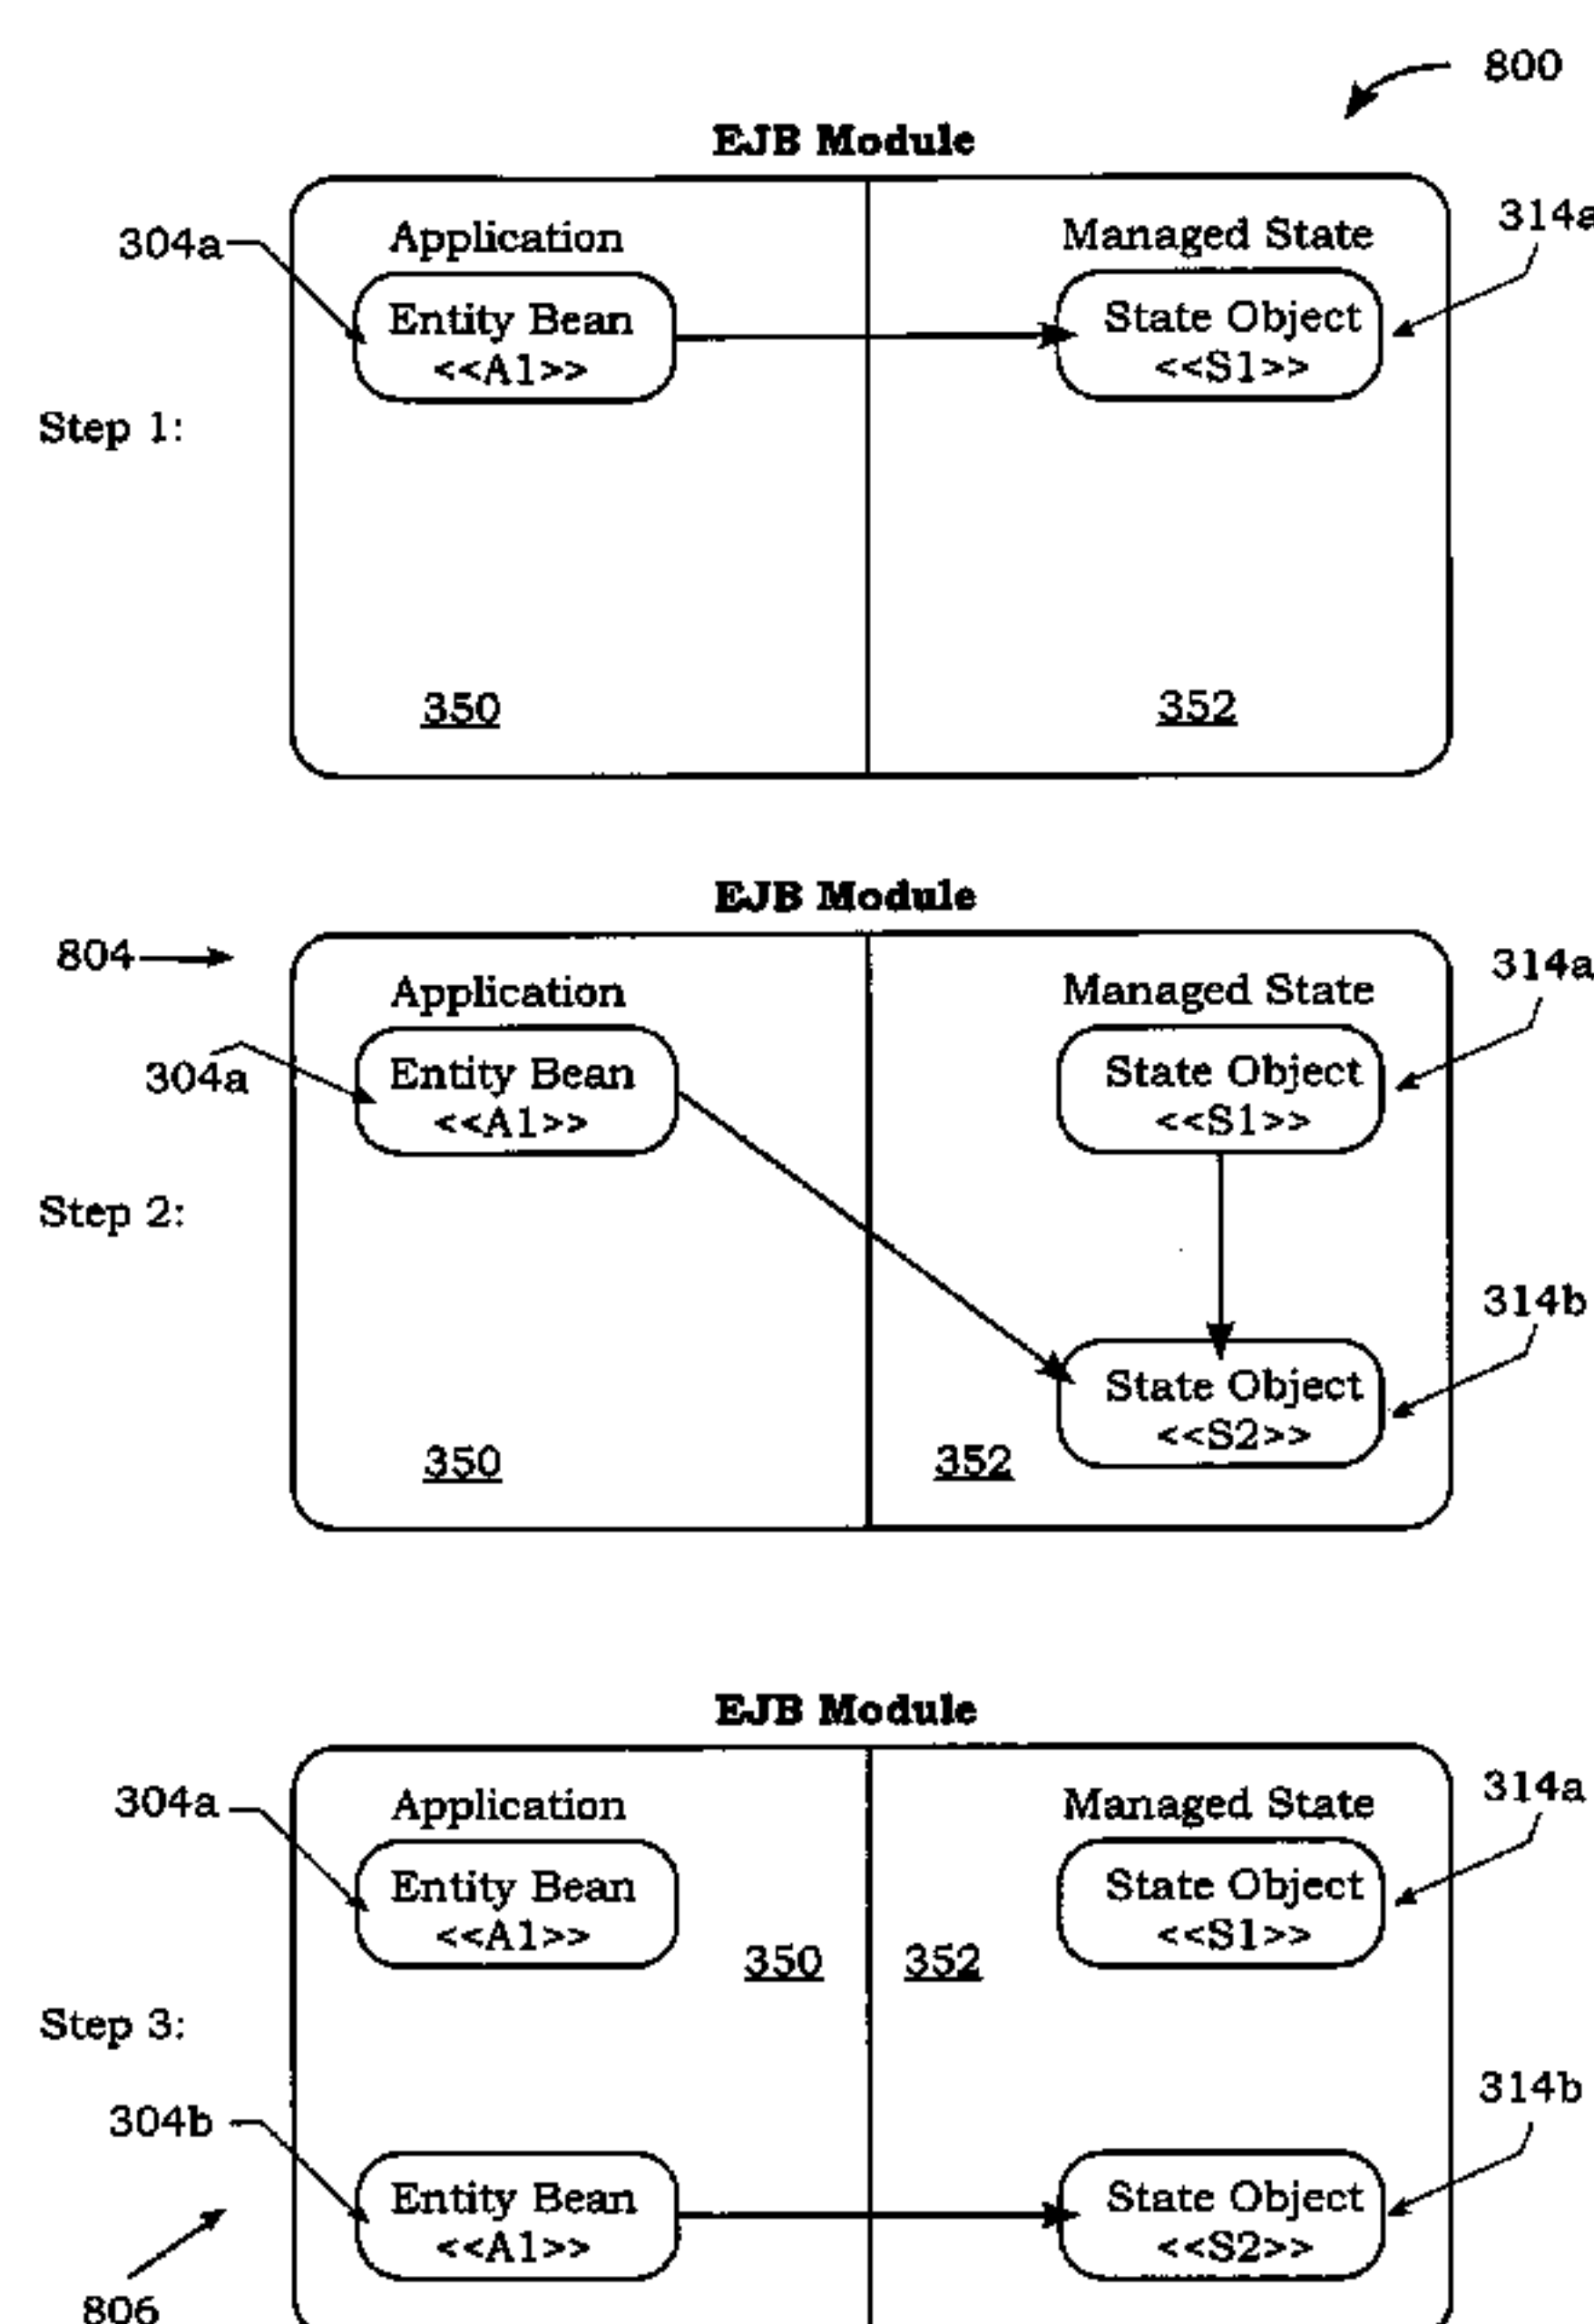 800
EJB Module
304a
Application
Managed State
314a
Entity Bean
<<A1>>
State Object
<<S1>>
Step 1:
350
352
EJB Module
804
Application
Managed State
314a
304a
Entity Bean
<<A1>>
State Object
<<S1>>
Step 2:
314b
State Object
<<S2>>
350
352
EJB Module
304a
Application
Managed State
314a
Entity Bean
<<A1>>
State Object
<<S1>>
350
352
Step 3:
304b
314b
Entity Bean
<<A1>>
State Object
<<S2>>
806